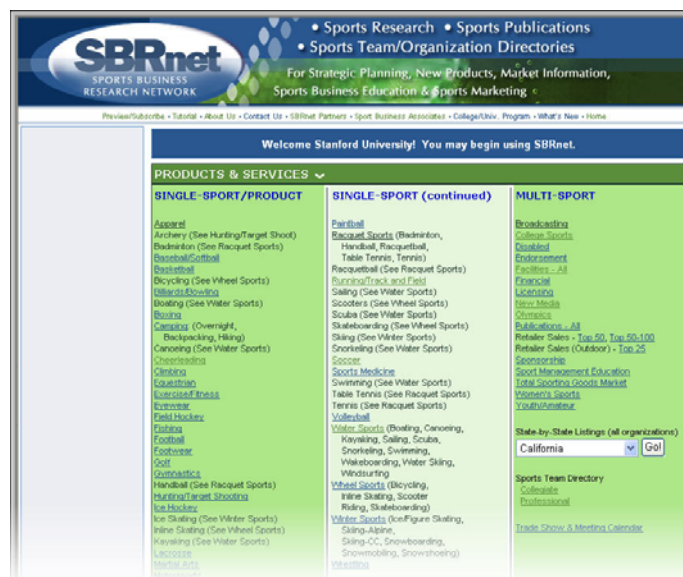 • Sports Research • Sports Publications
• Sports Team/Organization Directories
SBRnet
SPORTS BUSINESS
RESEARCH NETWORK
For Strategic Planning, New Products, Market Information,
Sports Business Education & Sports Marketing
Preview/Subscribe • Tutorial • About Us • Contact Us • SBRnet Partners • Sport Business Associates • College/Univ. Program • What's New • Home
Welcome Stanford University! You may begin using SBRnet.
PRODUCTS & SERVICES
SINGLE-SPORT/PRODUCT
Apparel
Archery (See Hunting/Target Shoot)
Badminton (See Racquet Sports)
Baseball/Softball
Basketball
Bicycling (See Wheel Sports)
Billiards/Bowling
Boating (See Water Sports)
Boxing
Camping (Overnight,
Backpacking, Hiking)
Canoeing (See Water Sports)
Cheerleading
Climbing
Equestrian
Exercise/Fitness
Eyewear
Field Hockey
Fishing
Football
Footwear
Golf
Gymnastics
Handball (See Racquet Sports)
Hunting/Target Shooting
Ice Hockey
Ice Skating (See Winter Sports)
Inline Skating (See Wheel Sports)
Kayaking (See Water Sports)
Lacrosse
Martial Arts
SINGLE-SPORT (continued)
Paintball
Racquet Sports (Badminton,
Handball, Racquetball,
Table Tennis, Tennis)
Racquetball (See Racquet Sports)
Running/Track and Field
Sailing (See Water Sports)
Scooters (See Wheel Sports)
Scuba (See Water Sports)
Skateboarding (See Wheel Sports)
Skiing (See Winter Sports)
Snorkeling (See Water Sports)
Soccer
Sports Medicine
Swimming (See Water Sports)
Table Tennis (See Racquet Sports)
Tennis (See Racquet Sports)
Volleyball
Water Sports (Boating, Canoeing,
Kayaking, Sailing, Scuba,
Snorkeling, Swimming,
Wakeboarding, Water Skiing,
Windsurfing
Wheel Sports (Bicycling,
Inline Skating, Scooter
Riding, Skateboarding)
Winter Sports (Ice/Figure Skating,
Skiing-Alpine,
Skiing-CC, Snowboarding,
Snowmobiling, Snowshoeing)
Wrestling
MULTI-SPORT
Broadcasting
College Sports
Disabled
Endorsement
Facilities - All
Financial
Licensing
New Media
Olympics
Publications - All
Retailer Sales - Top 50, Top 50-100
Retailer Sales (Outdoor) - Top 25
Sponsorship
Sport Management Education
Total Sporting Goods Market
Women's Sports
Youth/Amateur
State-by-State Listings (all organizations)
California Go!
Sports Team Directory
Collegiate
Professional
Trade Show & Meeting Calendar